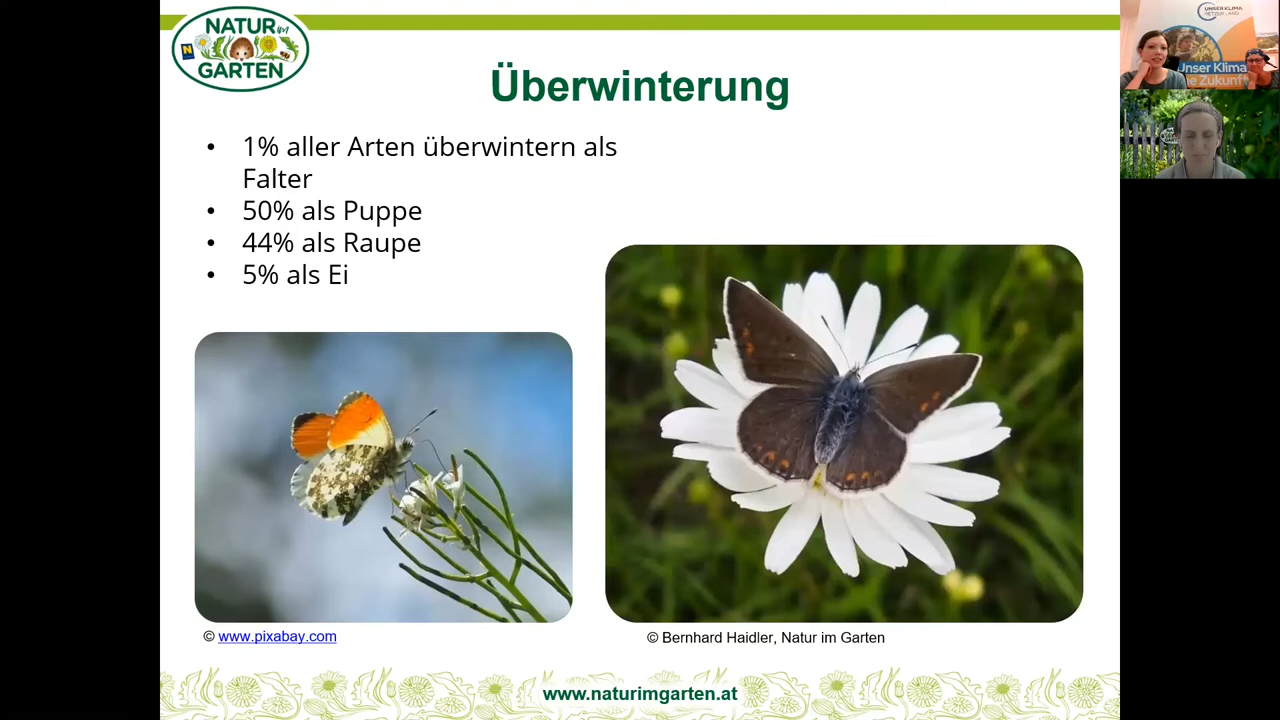 NATUR im
GARTEN
Überwinterung
• 1% aller Arten überwintern als
Falter
• 50% als Puppe
• 44% als Raupe
• 5% als Ei
© www.pixabay.com
© Bernhard Haidler, Natur im Garten
www.naturimgarten.at
UNSER KLIMA
Unser Klima